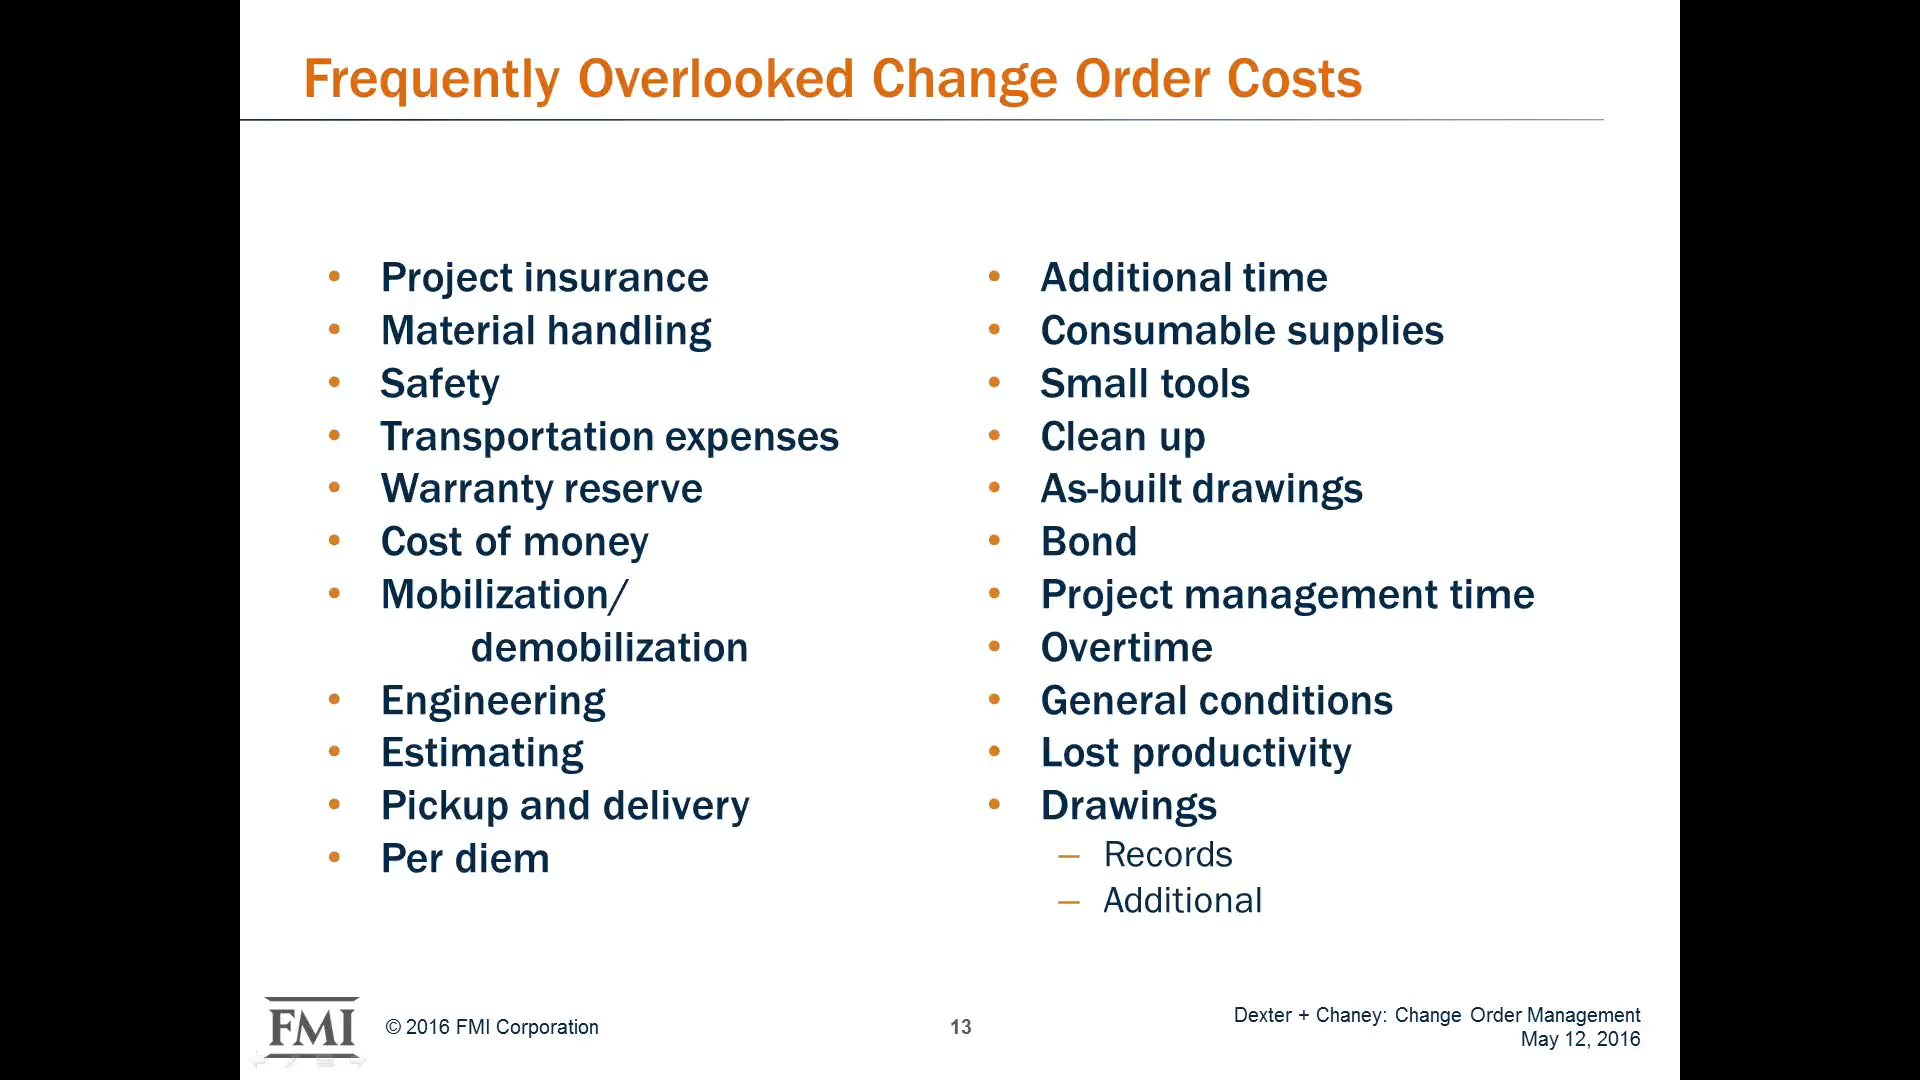 Frequently Overlooked Change Order Costs
• Project insurance
• Material handling
• Safety
• Transportation expenses
• Warranty reserve
• Cost of money
• Mobilization/
demobilization
• Engineering
• Estimating
• Pickup and delivery
• Per diem
• Additional time
• Consumable supplies
• Small tools
• Clean up
• As-built drawings
• Bond
• Project management time
• Overtime
• General conditions
• Lost productivity
• Drawings
– Records
– Additional
FMI
© 2016 FMI Corporation
13
Dexter + Chaney: Change Order Management
May 12, 2016